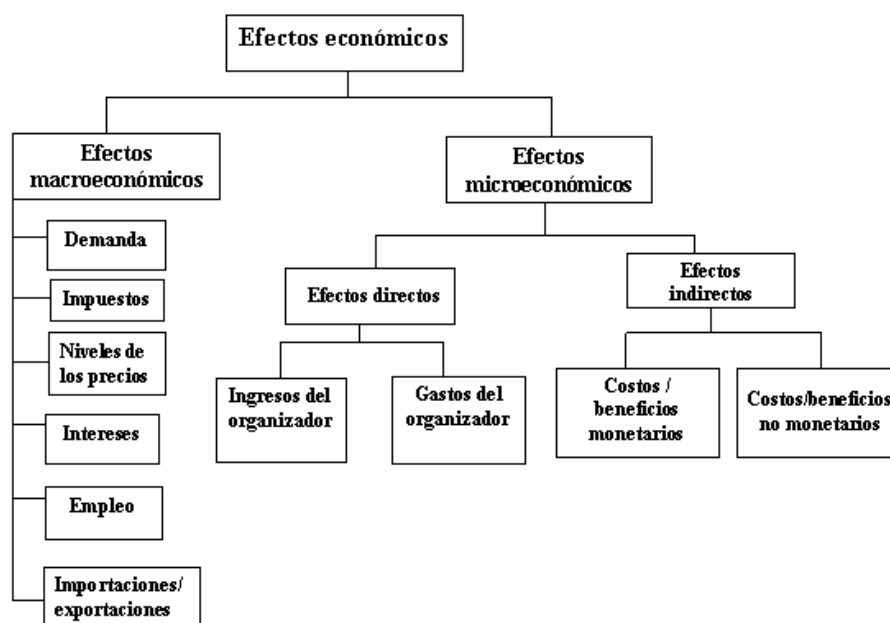 Efectos económicos
Efectos
macroeconómicos
Efectos
microeconómicos
Demanda
Impuestos
Niveles de
los precios
Intereses
Empleo
Importaciones/
exportaciones
Efectos directos
Efectos
indirectos
Ingresos del
organizador
Gastos del
organizador
Costos /
beneficios
monetarios
Costos/beneficios
no monetarios